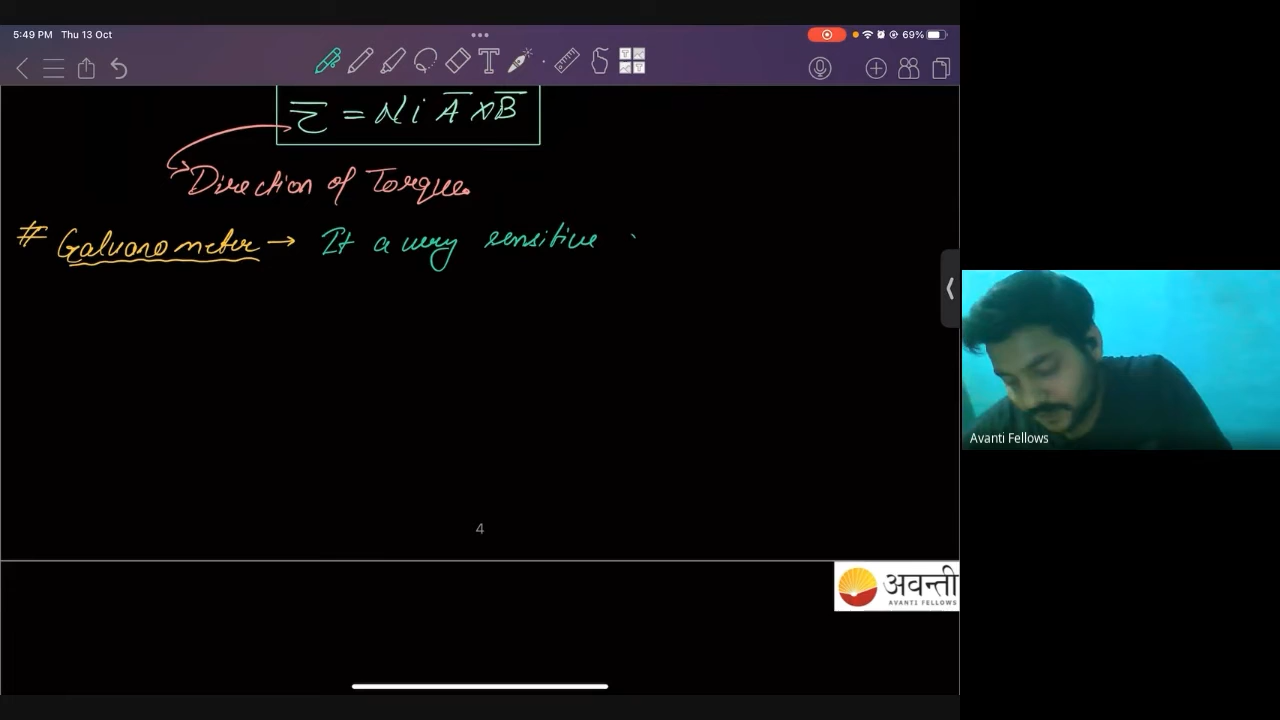 5:49 PM Thu 13 Oct
69%
τ̅ = N i A̅ × B̅
Direction of Torque.
# Galvanometer → It a very sensitive
4
अवन्ती
AVANTI FELLOWS
Avanti Fellows